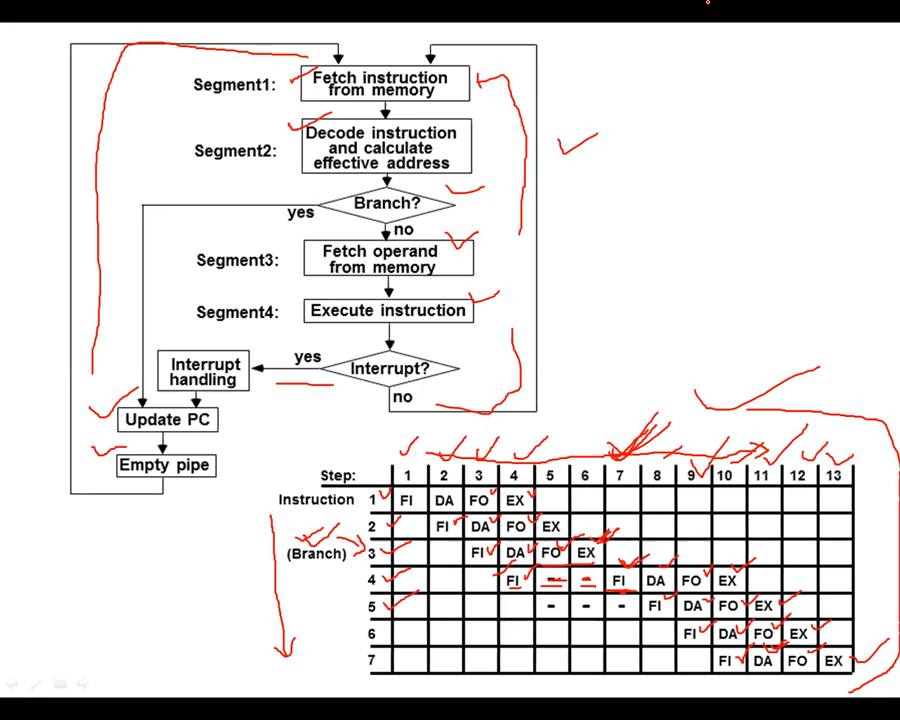 Segment1:
Fetch instruction
from memory
Segment2:
Decode instruction
and calculate
effective address
Branch?
yes
no
Segment3:
Fetch operand
from memory
Segment4:
Execute instruction
Interrupt?
yes
no
Interrupt
handling
Update PC
Empty pipe
Step: 1 2 3 4 5 6 7 8 9 10 11 12 13
Instruction 1 FI DA FO EX
2 FI DA FO EX
(Branch) 3 FI DA FO EX
4 FI - - FI DA FO EX
5 - - - FI DA FO EX
6 FI DA FO EX
7 FI DA FO EX